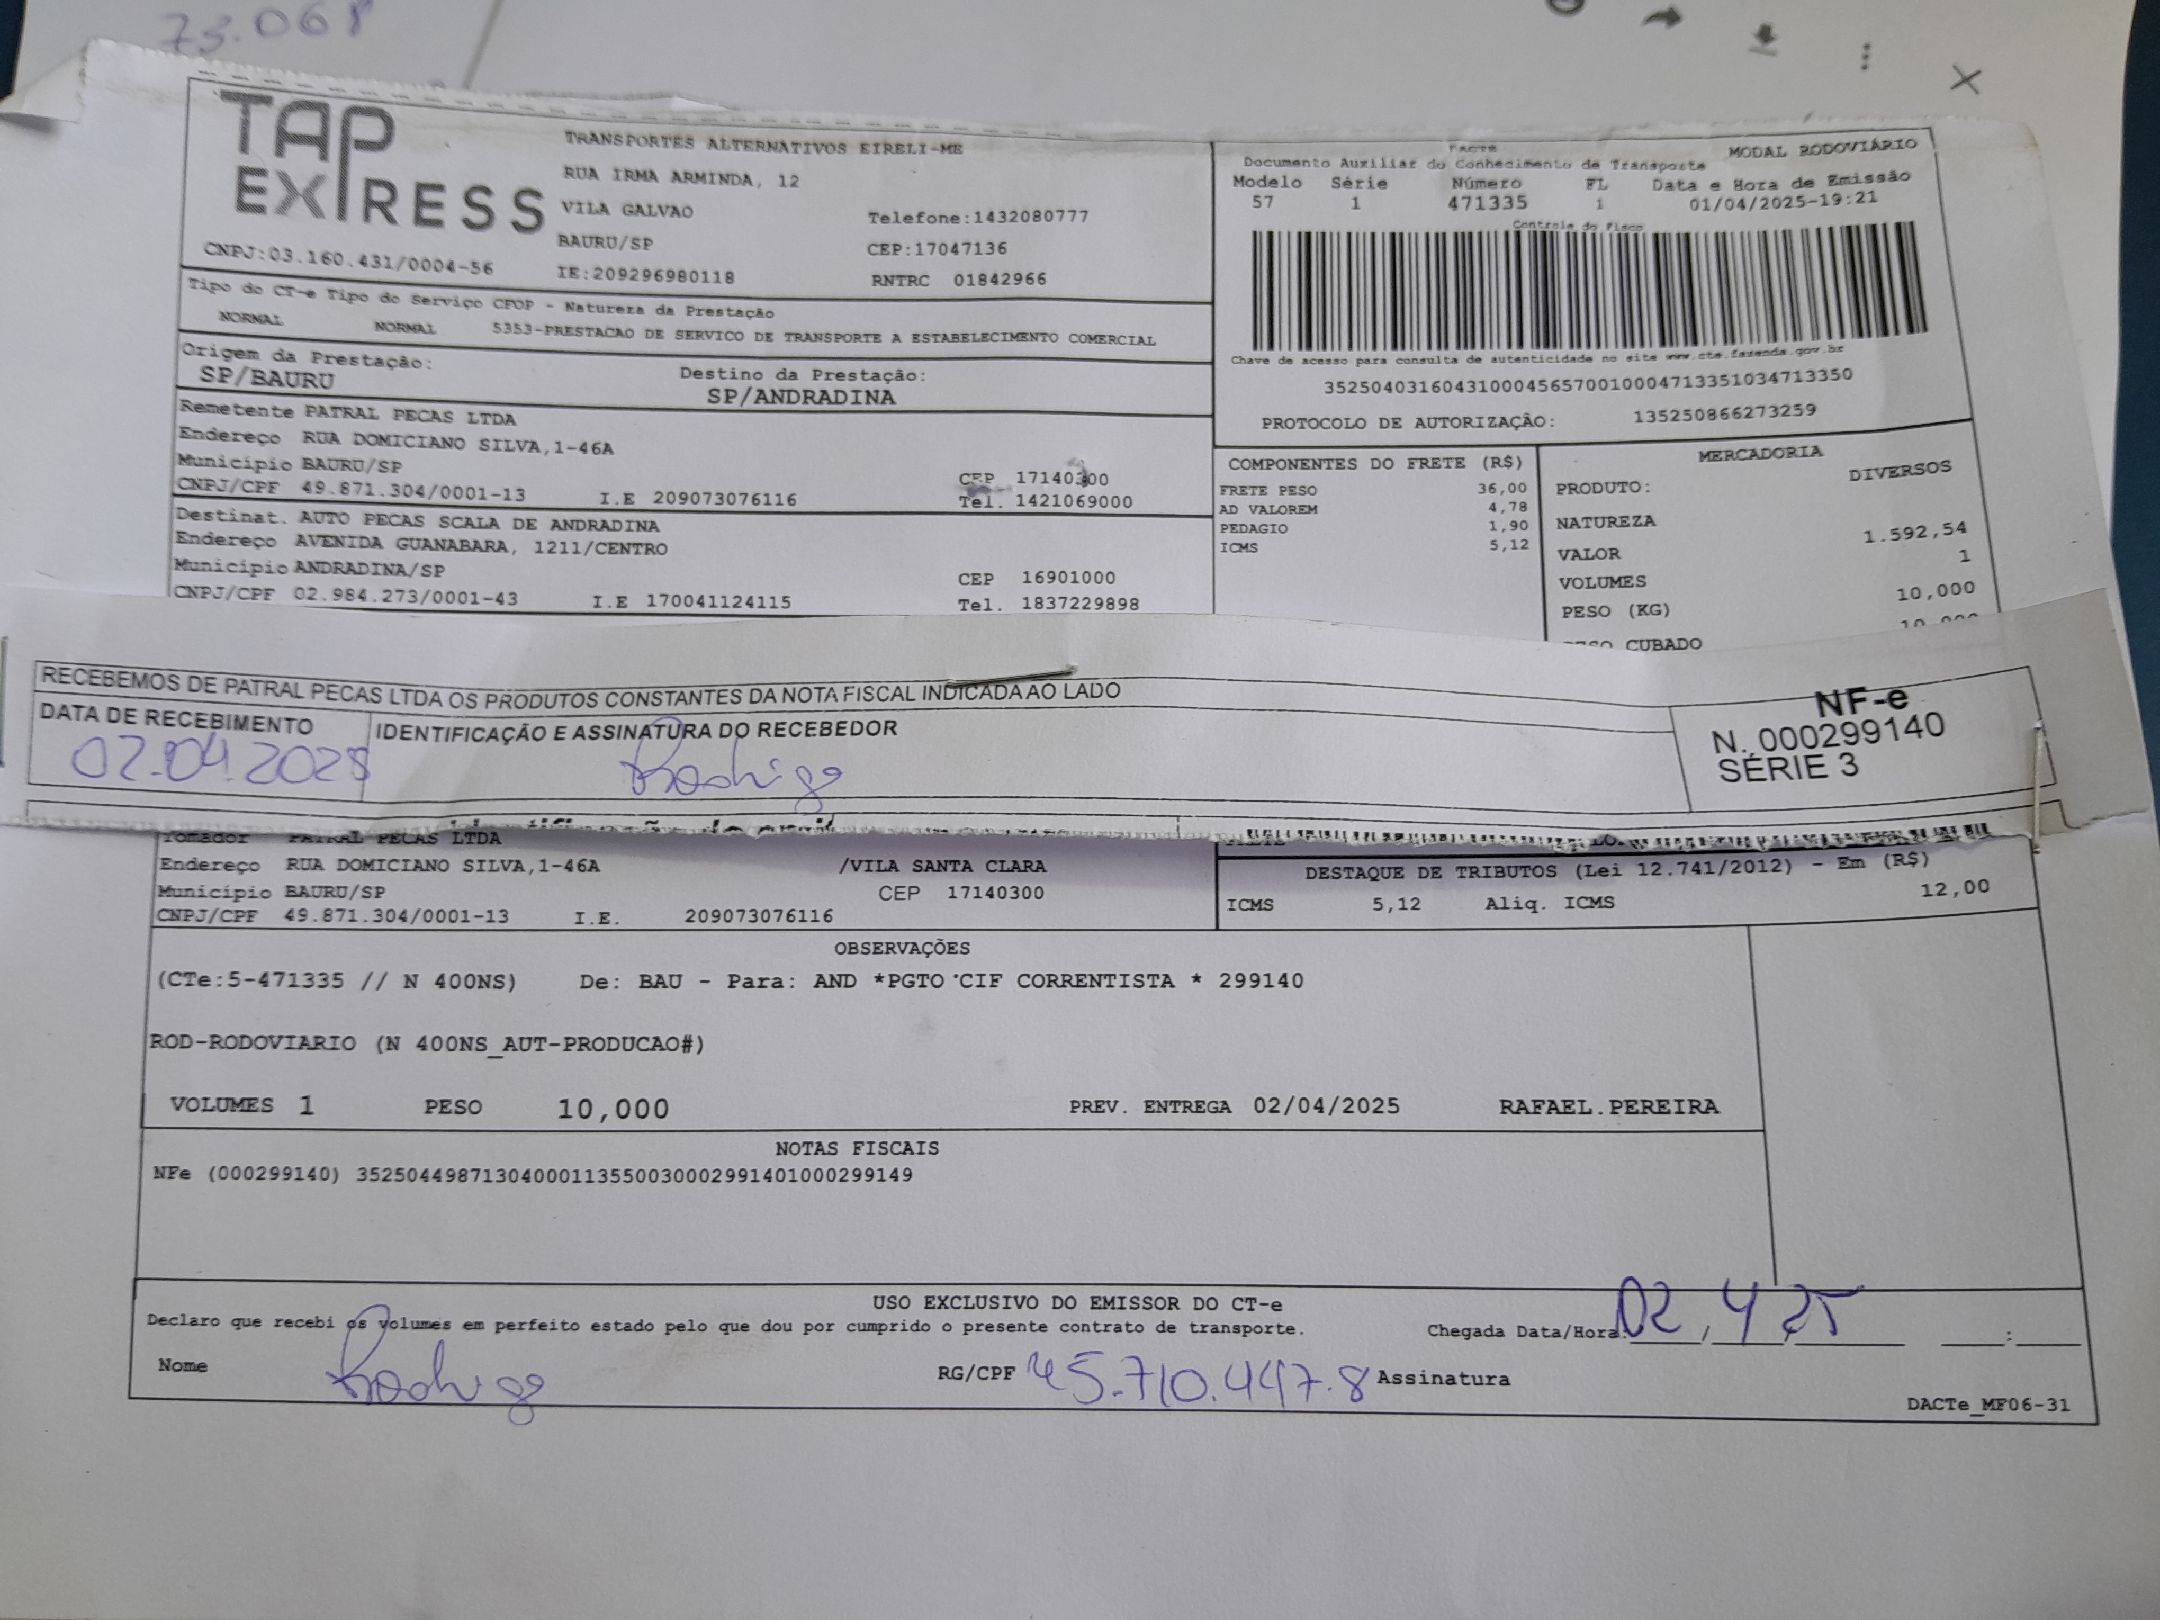 73.068
TAP EXPRESS
TRANSPORTES ALTERNATIVOS EIRELI-ME
RUA IRMA ARMINDA, 12
VILA GALVAO
Telefone:1432080777
BAURU/SP
CEP:17047136
CNPJ:03.160.431/0004-56
IE:209296980118
RNTRC 01842966
DACTE
MODAL RODOVIÁRIO
Documento Auxiliar do Conhecimento de Transporte
Modelo Série Número FL Data e Hora de Emissão
57 1 471335 1 01/04/2025-19:21
Controle do Fisco
Chave de acesso para consulta de autenticidade no site www.cte.fazenda.gov.br
35250403160431000456570010004713351034713350
PROTOCOLO DE AUTORIZAÇÃO: 135250866273259
Tipo do CT-e Tipo do Serviço CFOP - Natureza da Prestação
NORMAL NORMAL 5353-PRESTACAO DE SERVICO DE TRANSPORTE A ESTABELECIMENTO COMERCIAL
Origem da Prestação: Destino da Prestação:
SP/BAURU SP/ANDRADINA
Remetente PATRAL PECAS LTDA
Endereço RUA DOMICIANO SILVA,1-46A
Município BAURU/SP CEP 17140300
CNPJ/CPF 49.871.304/0001-13 I.E 209073076116 Tel. 1421069000
Destinat. AUTO PECAS SCALA DE ANDRADINA
Endereço AVENIDA GUANABARA, 1211/CENTRO
Município ANDRADINA/SP CEP 16901000
CNPJ/CPF 02.984.273/0001-43 I.E 170041124115 Tel. 1837229898
COMPONENTES DO FRETE (R$)
FRETE PESO 36,00
AD VALOREM 4,78
PEDAGIO 1,90
ICMS 5,12
MERCADORIA
PRODUTO: DIVERSOS
NATUREZA
VALOR 1.592,54
VOLUMES 1
PESO (KG) 10,000
PESO CUBADO 10,000
RECEBEMOS DE PATRAL PECAS LTDA OS PRODUTOS CONSTANTES DA NOTA FISCAL INDICADA AO LADO
DATA DE RECEBIMENTO
02.04.2025
IDENTIFICAÇÃO E ASSINATURA DO RECEBEDOR
Rodrigo
NF-e
N. 000299140
SÉRIE 3
Tomador PATRAL PECAS LTDA
Endereço RUA DOMICIANO SILVA,1-46A /VILA SANTA CLARA
Município BAURU/SP CEP 17140300
CNPJ/CPF 49.871.304/0001-13 I.E. 209073076116
DESTAQUE DE TRIBUTOS (Lei 12.741/2012) - Em (R$)
ICMS 5,12 Aliq. ICMS 12,00
OBSERVAÇÕES
(CTe:5-471335 // N 400NS) De: BAU - Para: AND *PGTO CIF CORRENTISTA * 299140
ROD-RODOVIARIO (N 400NS_AUT-PRODUCAO#)
VOLUMES 1 PESO 10,000 PREV. ENTREGA 02/04/2025 RAFAEL.PEREIRA
NOTAS FISCAIS
NFe (000299140) 35250449871304000113550030002991401000299149
USO EXCLUSIVO DO EMISSOR DO CT-e
Declaro que recebi os volumes em perfeito estado pelo que dou por cumprido o presente contrato de transporte.
Chegada Data/Hora: 02/4/25 :
Nome Rodrigo RG/CPF 45.710.447.8 Assinatura
DACTe_MF06-31